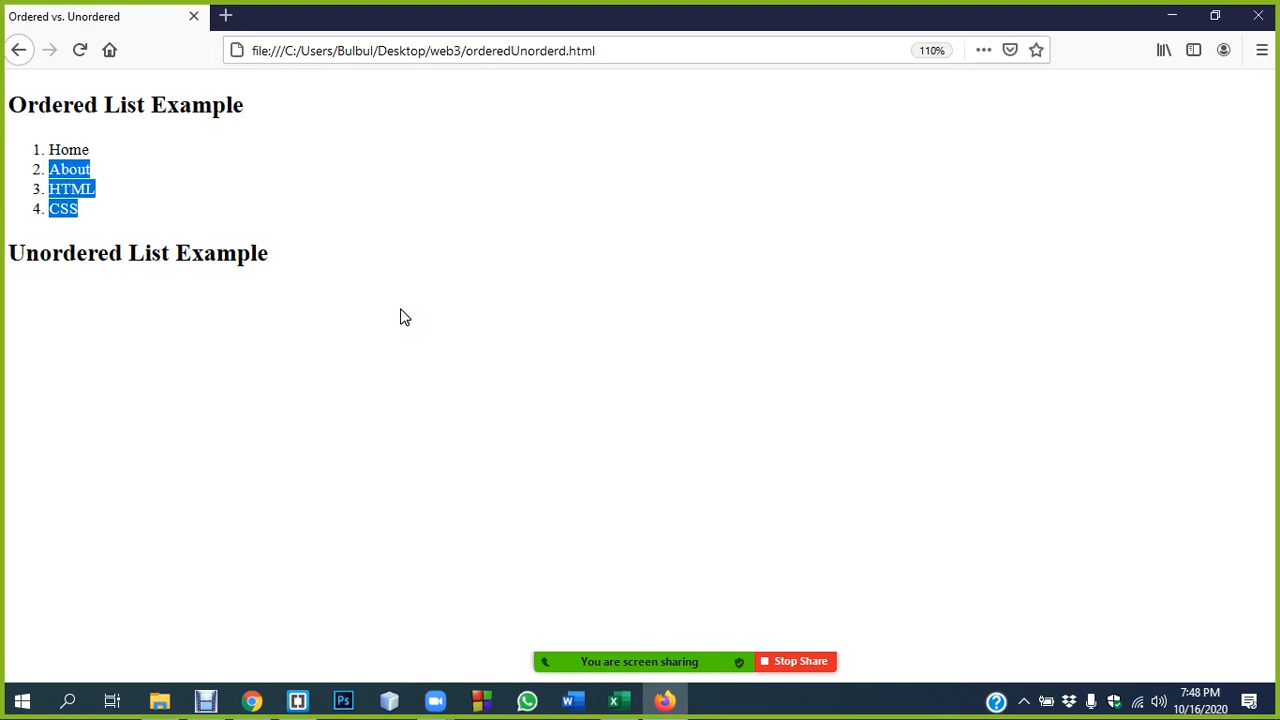 Ordered vs. Unordered
file:///C:/Users/Bulbul/Desktop/web3/orderedUnorderd.html
110%
Ordered List Example
1. Home
2. About
3. HTML
4. CSS
Unordered List Example
You are screen sharing
Stop Share
7:48 PM
10/16/2020